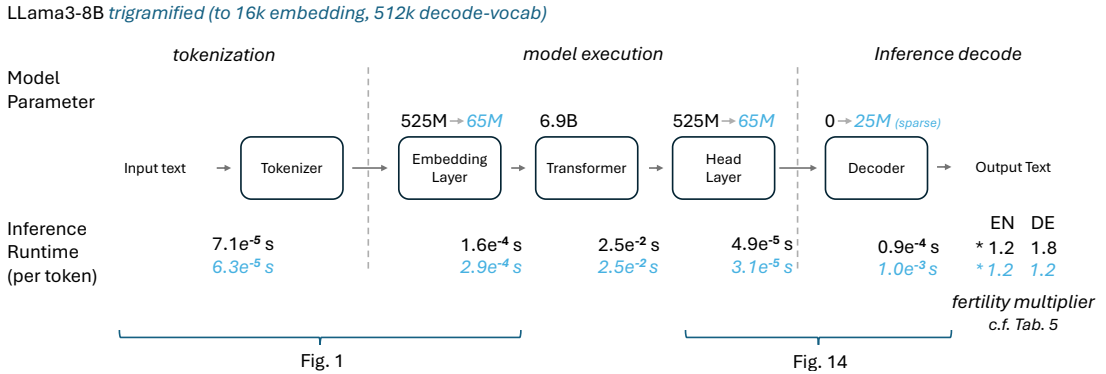 LLama3-8B trigramified (to 16k embedding, 512k decode-vocab)
tokenization model execution Inference decode
Model
Parameter
525M→65M 6.9B 525M→65M 0→25M (sparse)
Input text → Tokenizer → Embedding Layer → Transformer → Head Layer → Decoder → Output Text
Inference
Runtime
(per token)
EN DE
7.1e⁻⁵ s 1.6e⁻⁴ s 2.5e⁻² s 4.9e⁻⁵ s 0.9e⁻⁴ s * 1.2 1.8
6.3e⁻⁵ s 2.9e⁻⁴ s 2.5e⁻² s 3.1e⁻⁵ s 1.0e⁻³ s * 1.2 1.2
fertility multiplier
c.f. Tab. 5
Fig. 1 Fig. 14